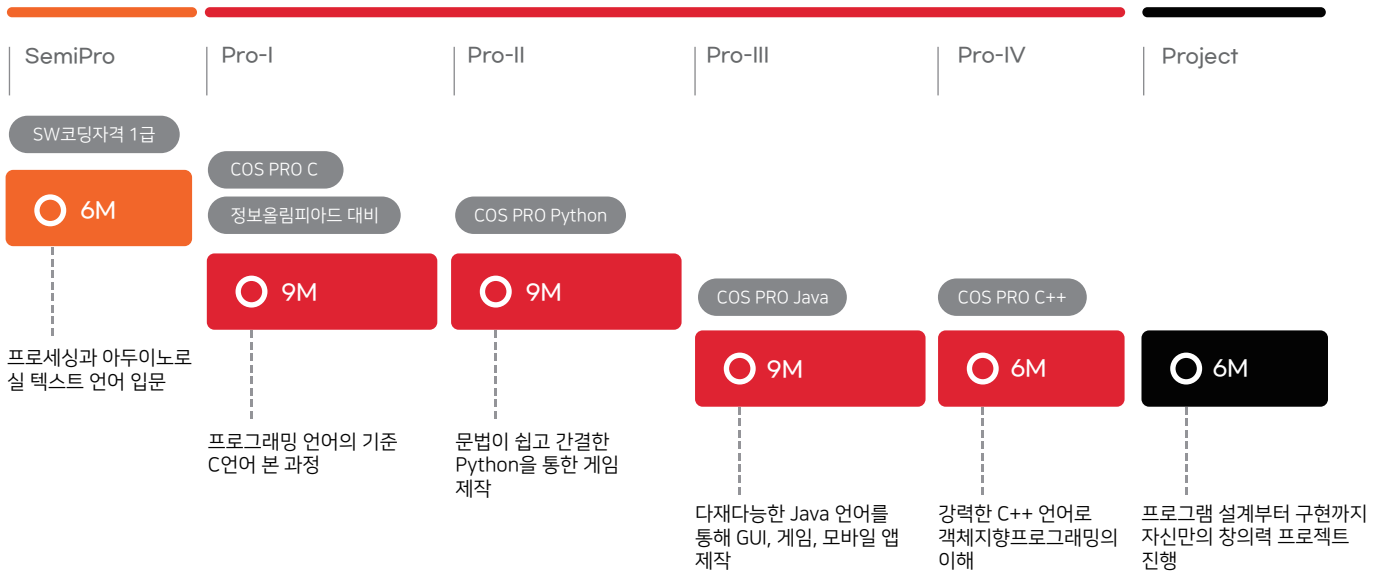 SemiPro
Pro-I
Pro-II
Pro-III
Pro-IV
Project
SW코딩자격 1급
6M
프로세싱과 아두이노로
실 텍스트 언어 입문
COS PRO C
정보올림피아드 대비
9M
프로그래밍 언어의 기준
C언어 본 과정
COS PRO Python
9M
문법이 쉽고 간결한
Python을 통한 게임
제작
COS PRO Java
9M
다재다능한 Java 언어를
통해 GUI, 게임, 모바일 앱
제작
COS PRO C++
6M
강력한 C++ 언어로
객체지향프로그래밍의
이해
6M
프로그램 설계부터 구현까지
자신만의 창의력 프로젝트
진행